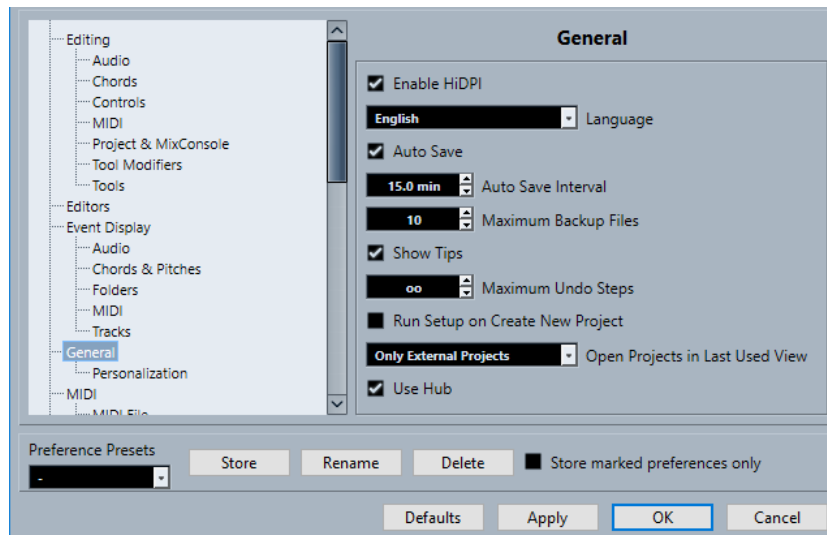 Editing
Audio
Chords
Controls
MIDI
Project & MixConsole
Tool Modifiers
Tools
Editors
Event Display
Audio
Chords & Pitches
Folders
MIDI
Tracks
General
Personalization
MIDI
MIDI File
General
Enable HiDPI
English Language
Auto Save
15.0 min Auto Save Interval
10 Maximum Backup Files
Show Tips
oo Maximum Undo Steps
Run Setup on Create New Project
Only External Projects Open Projects in Last Used View
Use Hub
Preference Presets
-
Store Rename Delete Store marked preferences only
Defaults Apply OK Cancel